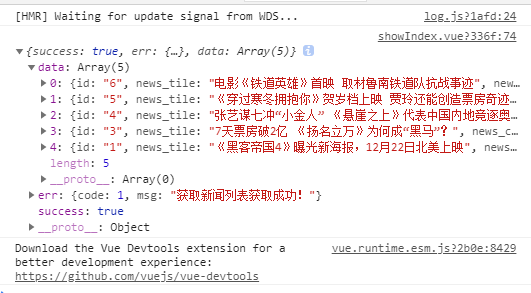 [HMR] Waiting for update signal from WDS... log.js?1afd:24
showIndex.vue?336f:74
▼ {success: true, err: {…}, data: Array(5)} i
▼ data: Array(5)
▶ 0: {id: "6", news_tile: "电影《铁道英雄》首映 取材鲁南铁道队抗战事迹", new…
▶ 1: {id: "5", news_tile: "《穿过寒冬拥抱你》贺岁档上映 贾玲还能创造票房奇迹…
▶ 2: {id: "4", news_tile: "张艺谋七冲“小金人” 《悬崖之上》代表中国内地竞逐奥…
▶ 3: {id: "3", news_tile: "7天票房破2亿 《扬名立万》为何成“黑马”？", news_c…
▶ 4: {id: "1", news_tile: "《黑客帝国4》曝光新海报，12月22日北美上映", news_…
length: 5
▶ __proto__: Array(0)
▶ err: {code: 1, msg: "获取新闻列表获取成功！"}
success: true
▶ __proto__: Object
Download the Vue Devtools extension for a vue.runtime.esm.js?2b0e:8429
better development experience:
https://github.com/vuejs/vue-devtools